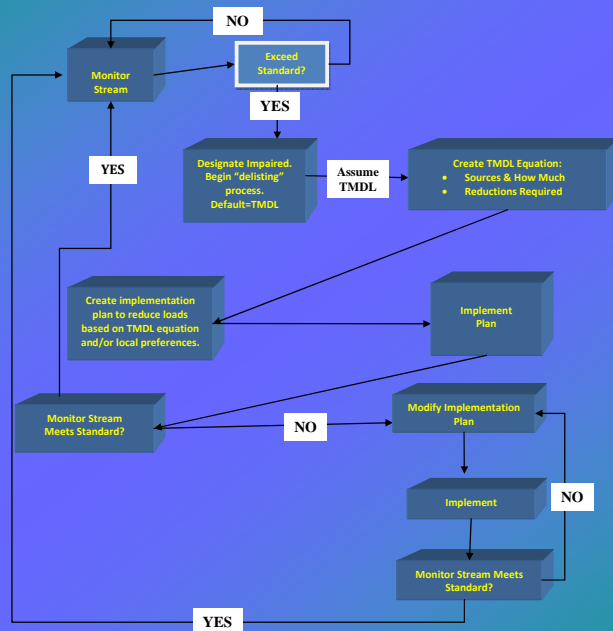 NO
Monitor
Stream
Exceed
Standard?
YES
YES
Designate Impaired.
Begin “delisting”
process.
Default=TMDL
Assume
TMDL
Create TMDL Equation:
• Sources & How Much
• Reductions Required
Create implementation
plan to reduce loads
based on TMDL equation
and/or local preferences.
Implement
Plan
Monitor Stream
Meets Standard?
NO
Modify Implementation
Plan
NO
Implement
Monitor Stream Meets
Standard?
YES